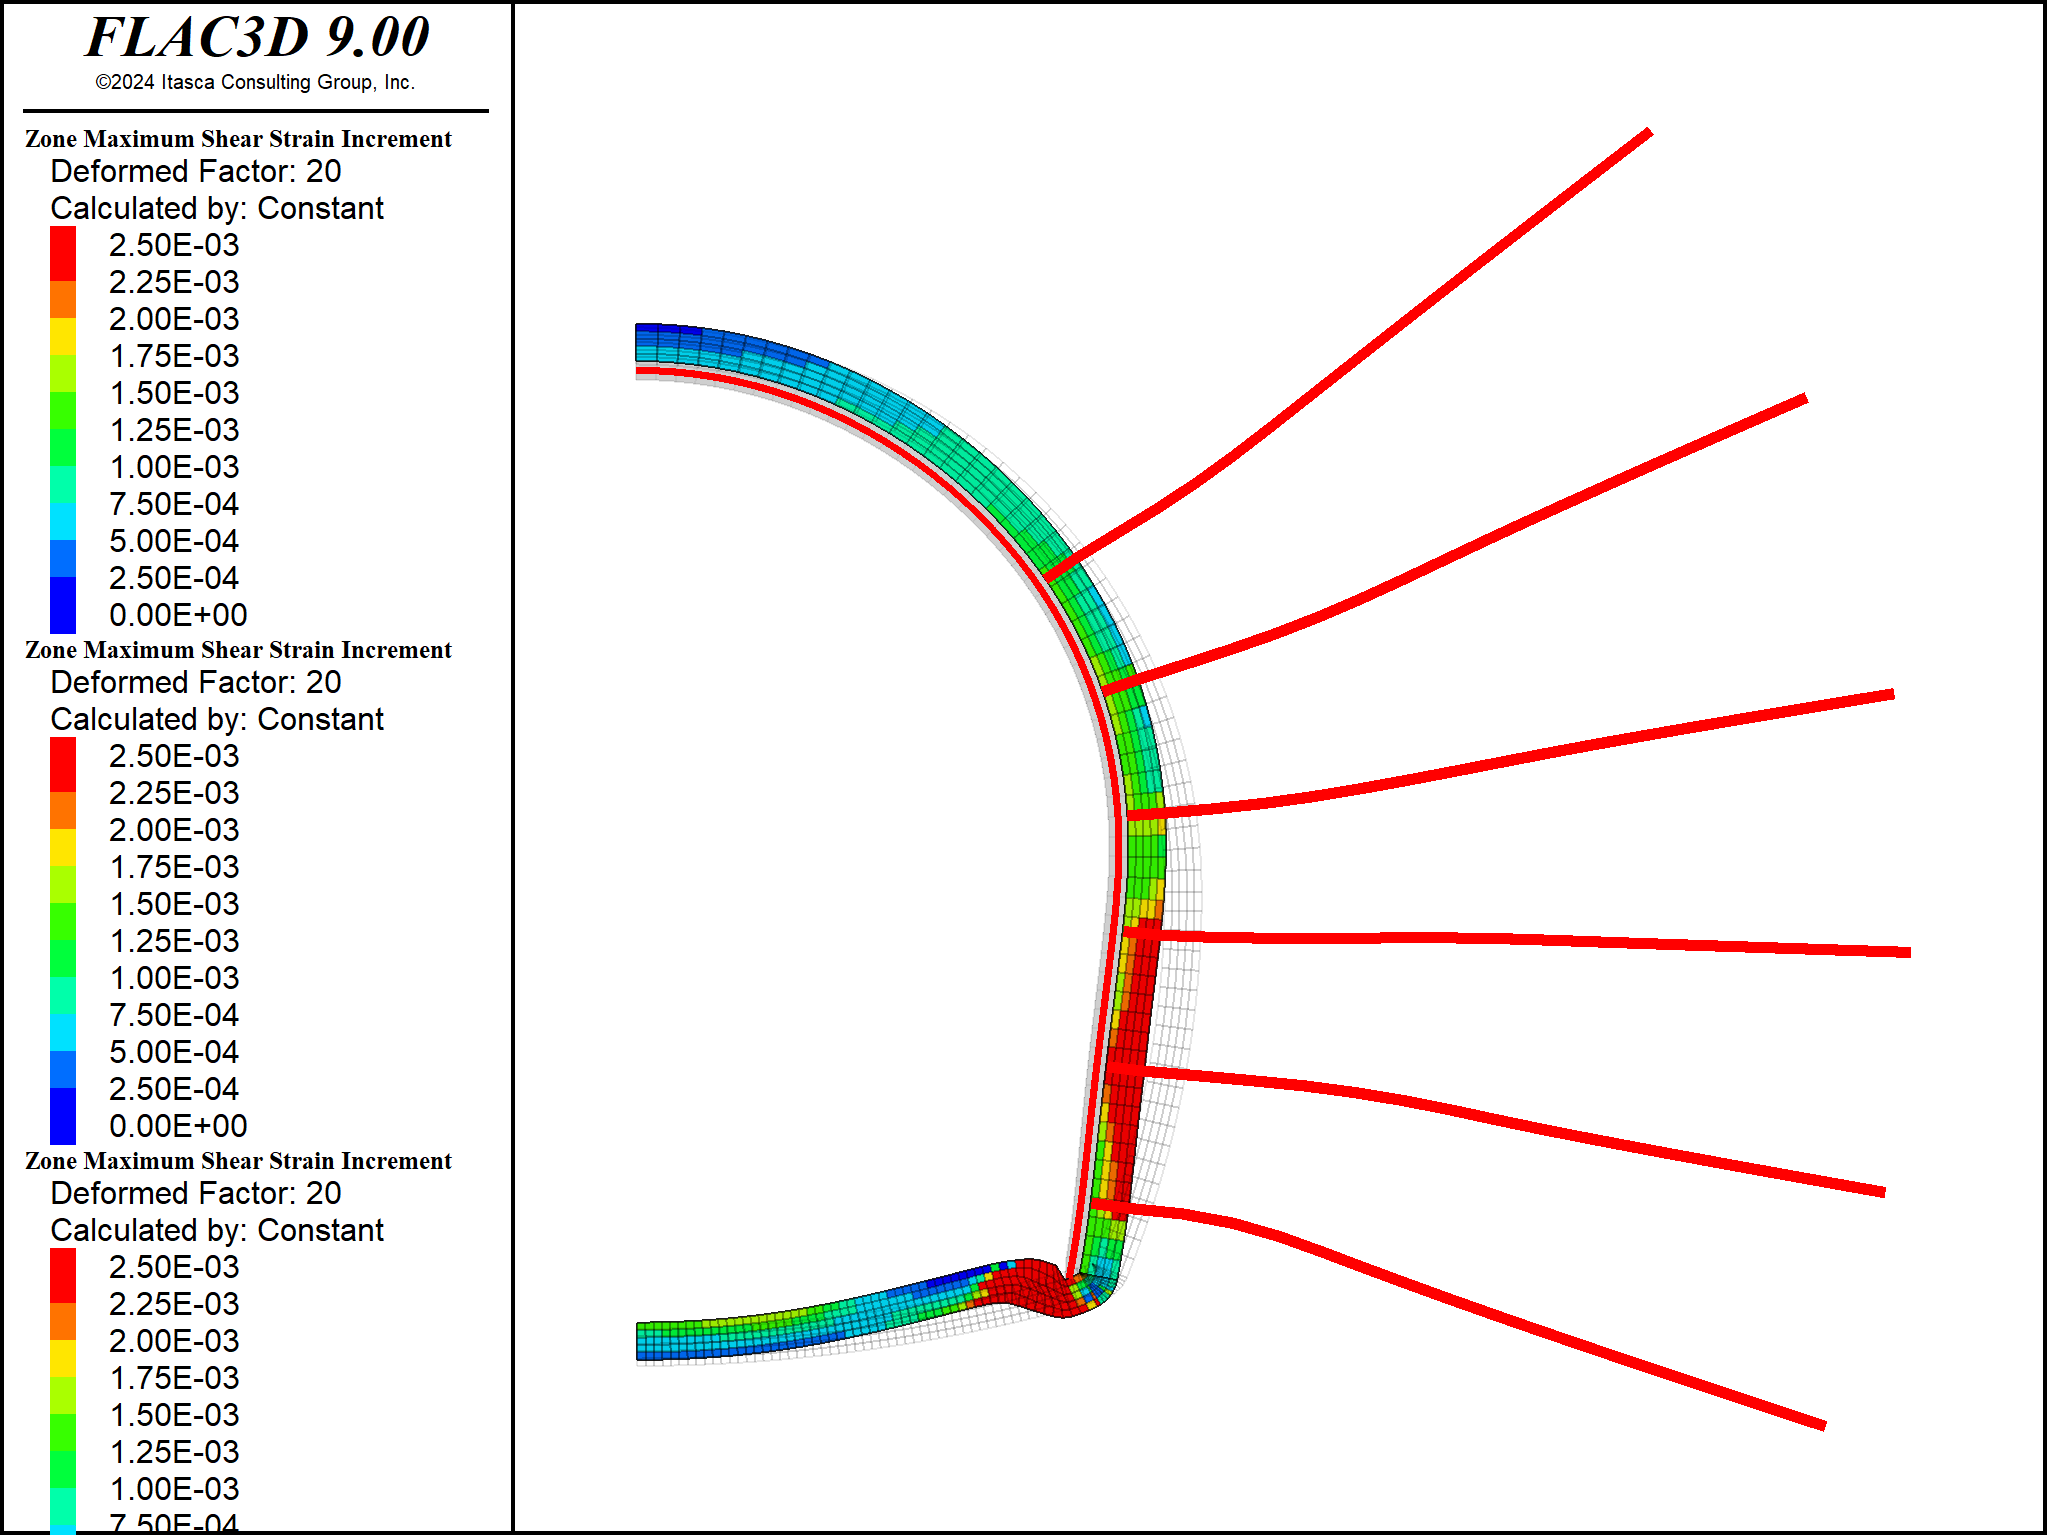 FLAC3D 9.00
©2024 Itasca Consulting Group, Inc.
Zone Maximum Shear Strain Increment
Deformed Factor: 20
Calculated by: Constant
2.50E-03
2.25E-03
2.00E-03
1.75E-03
1.50E-03
1.25E-03
1.00E-03
7.50E-04
5.00E-04
2.50E-04
0.00E+00
Zone Maximum Shear Strain Increment
Deformed Factor: 20
Calculated by: Constant
2.50E-03
2.25E-03
2.00E-03
1.75E-03
1.50E-03
1.25E-03
1.00E-03
7.50E-04
5.00E-04
2.50E-04
0.00E+00
Zone Maximum Shear Strain Increment
Deformed Factor: 20
Calculated by: Constant
2.50E-03
2.25E-03
2.00E-03
1.75E-03
1.50E-03
1.25E-03
1.00E-03
7.50E-04